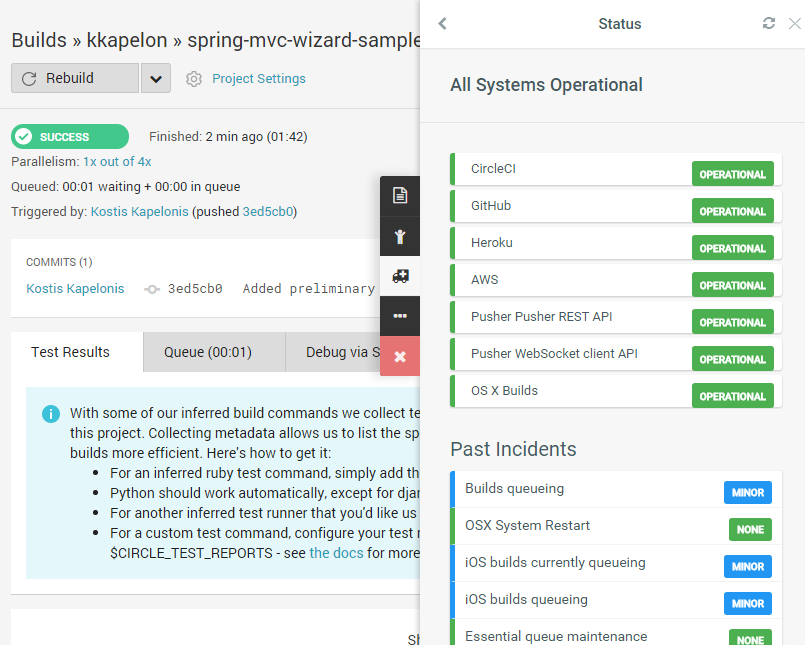 Builds » kkapelon » spring-mvc-wizard-sample
Rebuild
Project Settings
SUCCESS
Finished: 2 min ago (01:42)
Parallelism: 1x out of 4x
Queued: 00:01 waiting + 00:00 in queue
Triggered by: Kostis Kapelonis (pushed 3ed5cb0)
COMMITS (1)
Kostis Kapelonis 3ed5cb0 Added preliminary
Test Results
Queue (00:01)
Debug via S
With some of our inferred build commands we collect te
this project. Collecting metadata allows us to list the sp
builds more efficient. Here's how to get it:
• For an inferred ruby test command, simply add th
• Python should work automatically, except for djan
• For another inferred test runner that you'd like us
• For a custom test command, configure your test r
$CIRCLE_TEST_REPORTS - see the docs for more
Sh
Status
All Systems Operational
CircleCI OPERATIONAL
GitHub OPERATIONAL
Heroku OPERATIONAL
AWS OPERATIONAL
Pusher Pusher REST API OPERATIONAL
Pusher WebSocket client API OPERATIONAL
OS X Builds OPERATIONAL
Past Incidents
Builds queueing MINOR
OSX System Restart NONE
iOS builds currently queueing MINOR
iOS builds queueing MINOR
Essential queue maintenance NONE